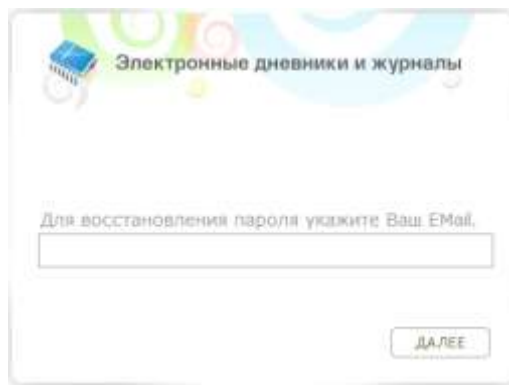 Электронные дневники и журналы
Для восстановления пароля укажите Ваш EMail.
ДАЛЕЕ